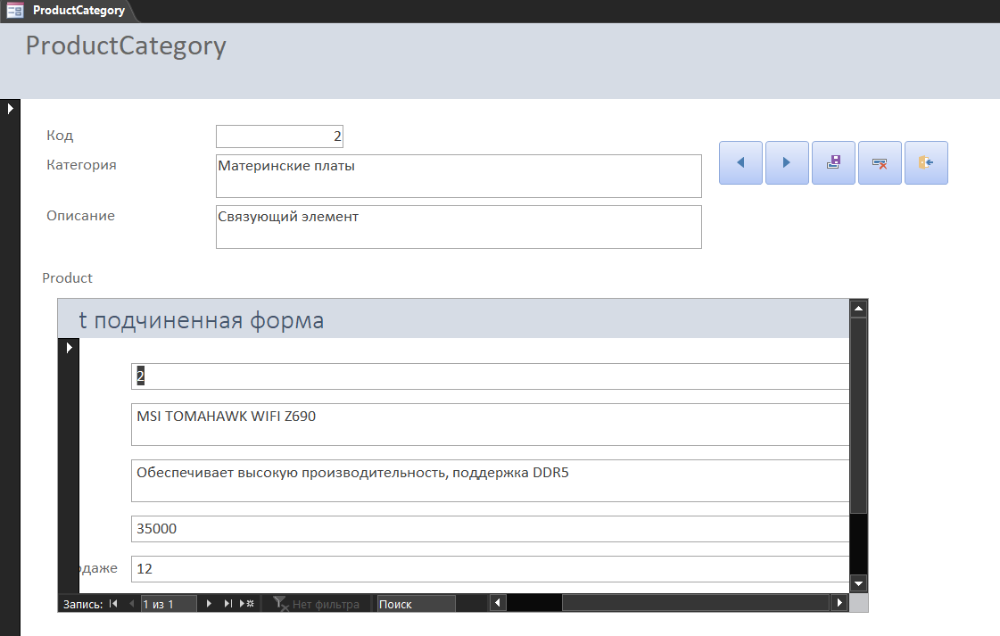 ProductCategory
ProductCategory
Код 2
Категория Материнские платы
Описание Связующий элемент
Product
t подчиненная форма
2
MSI TOMAHAWK WIFI Z690
Обеспечивает высокую производительность, поддержка DDR5
35000
одаже 12
Запись: 1 из 1 Нет фильтра Поиск